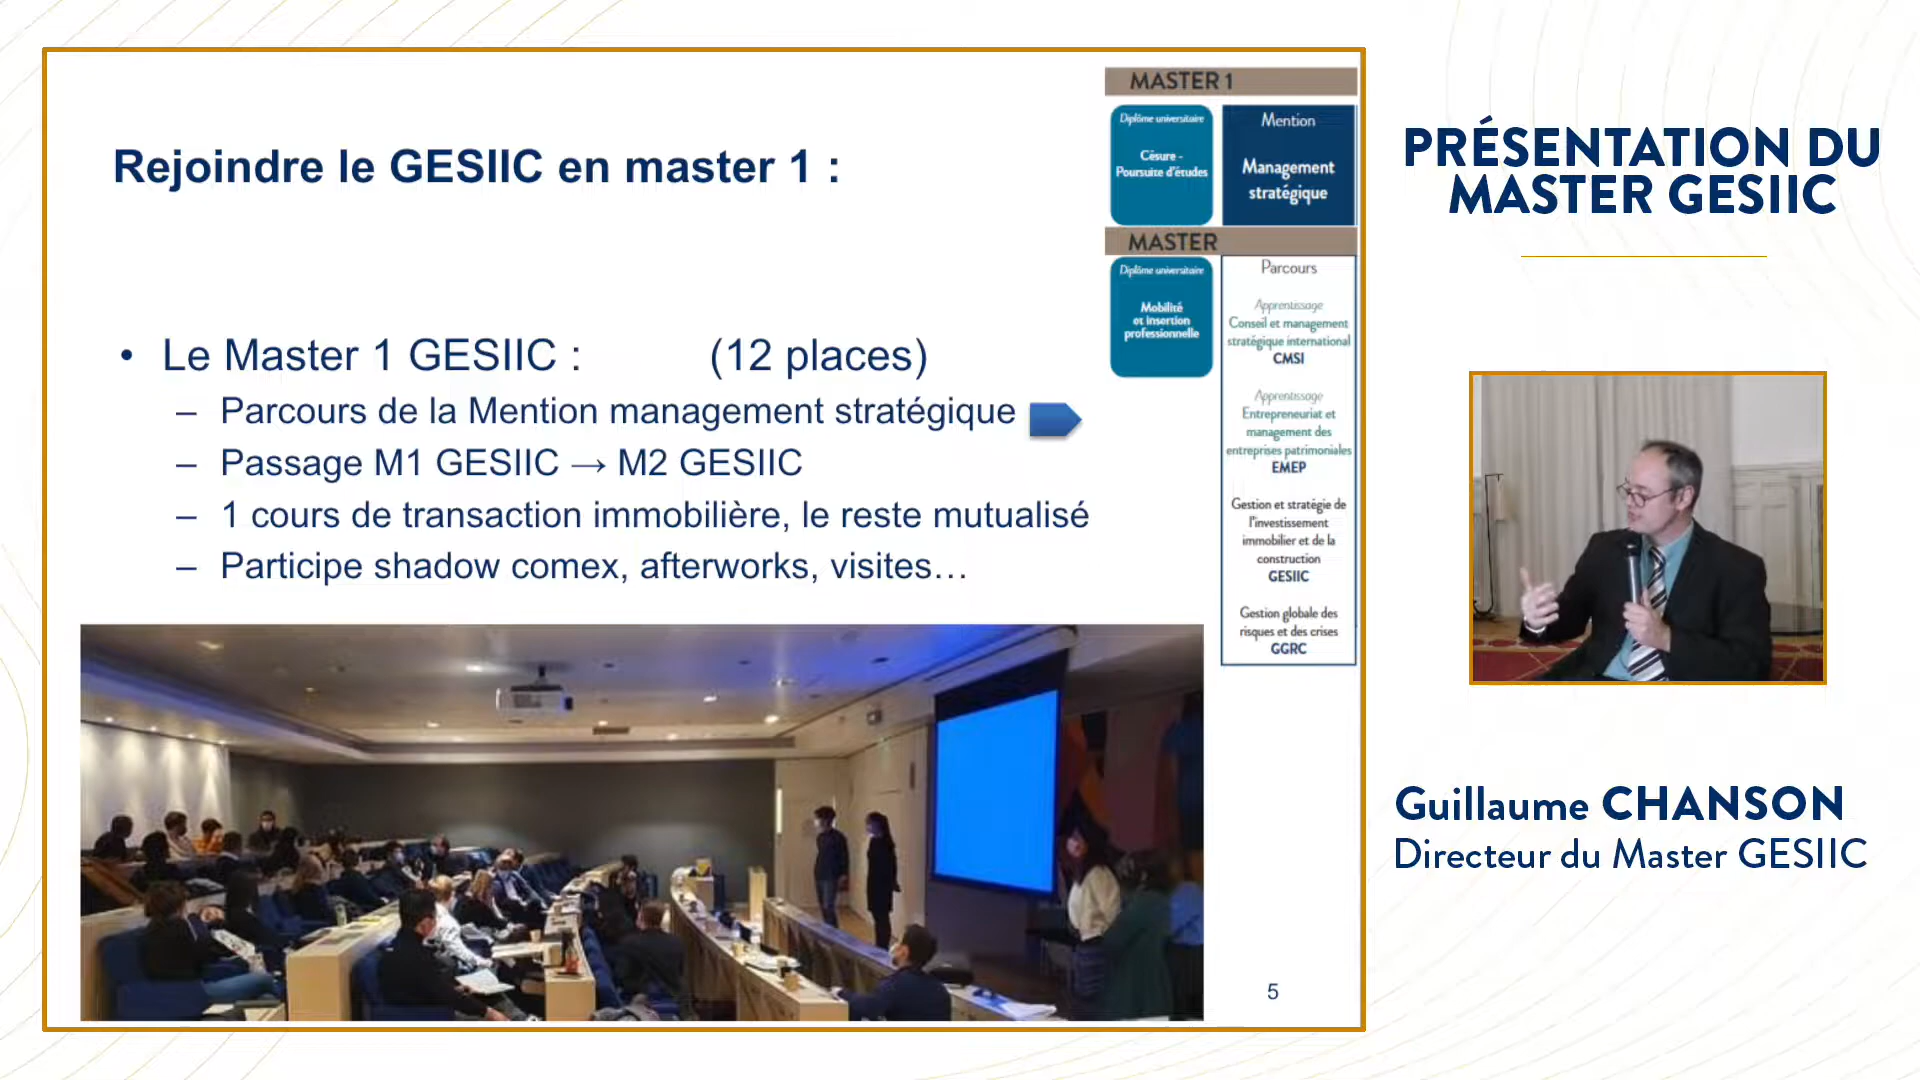 Rejoindre le GESIIC en master 1 :
• Le Master 1 GESIIC : (12 places)
– Parcours de la Mention management stratégique
– Passage M1 GESIIC → M2 GESIIC
– 1 cours de transaction immobilière, le reste mutualisé
– Participe shadow comex, afterworks, visites…
MASTER 1
Diplôme universitaire
Césure -
Poursuite d'études
Mention
Management
stratégique
MASTER
Diplôme universitaire
Mobilité
et insertion
professionnelle
Parcours
Apprentissage
Conseil et management
stratégique international
CMSI
Apprentissage
Entrepreneuriat et
management des
entreprises patrimoniales
EMEP
Gestion et stratégie de
l'investissement
immobilier et de la
construction
GESIIC
Gestion globale des
risques et des crises
GGRC
5
PRÉSENTATION DU
MASTER GESIIC
Guillaume CHANSON
Directeur du Master GESIIC